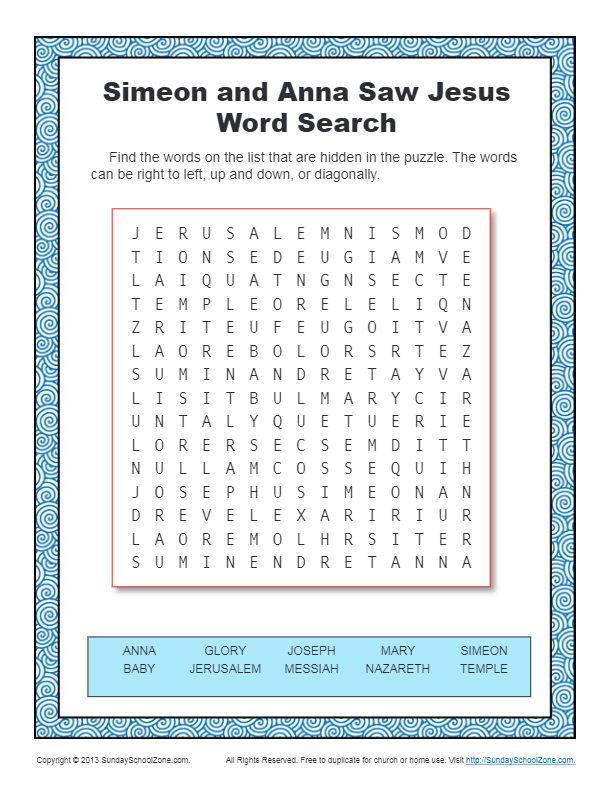 Simeon and Anna Saw Jesus
Word Search
Find the words on the list that are hidden in the puzzle. The words
can be right to left, up and down, or diagonally.
J E R U S A L E M N I S M O D
T I O N S E D E U G I A M V E
L A I Q U A T N G N S E C T E
T E M P L E O R E L E L I Q N
Z R I T E U F E U G O I T V A
L A O R E B O L O R S R T E Z
S U M I N A N D R E T A Y V A
L I S I T B U L M A R Y C I R
U N T A L Y Q U E T U E R I E
L O R E R S E C S E M D I T T
N U L L A M C O S S E Q U I H
J O S E P H U S I M E O N A N
D R E V E L E X A R I R I U R
L A O R E M O L H R S I T E R
S U M I N E N D R E T A N N A
ANNA GLORY JOSEPH MARY SIMEON
BABY JERUSALEM MESSIAH NAZARETH TEMPLE
Copyright © 2013 SundaySchoolZone.com. All Rights Reserved. Free to duplicate for church or home use. Visit http://SundaySchoolZone.com.